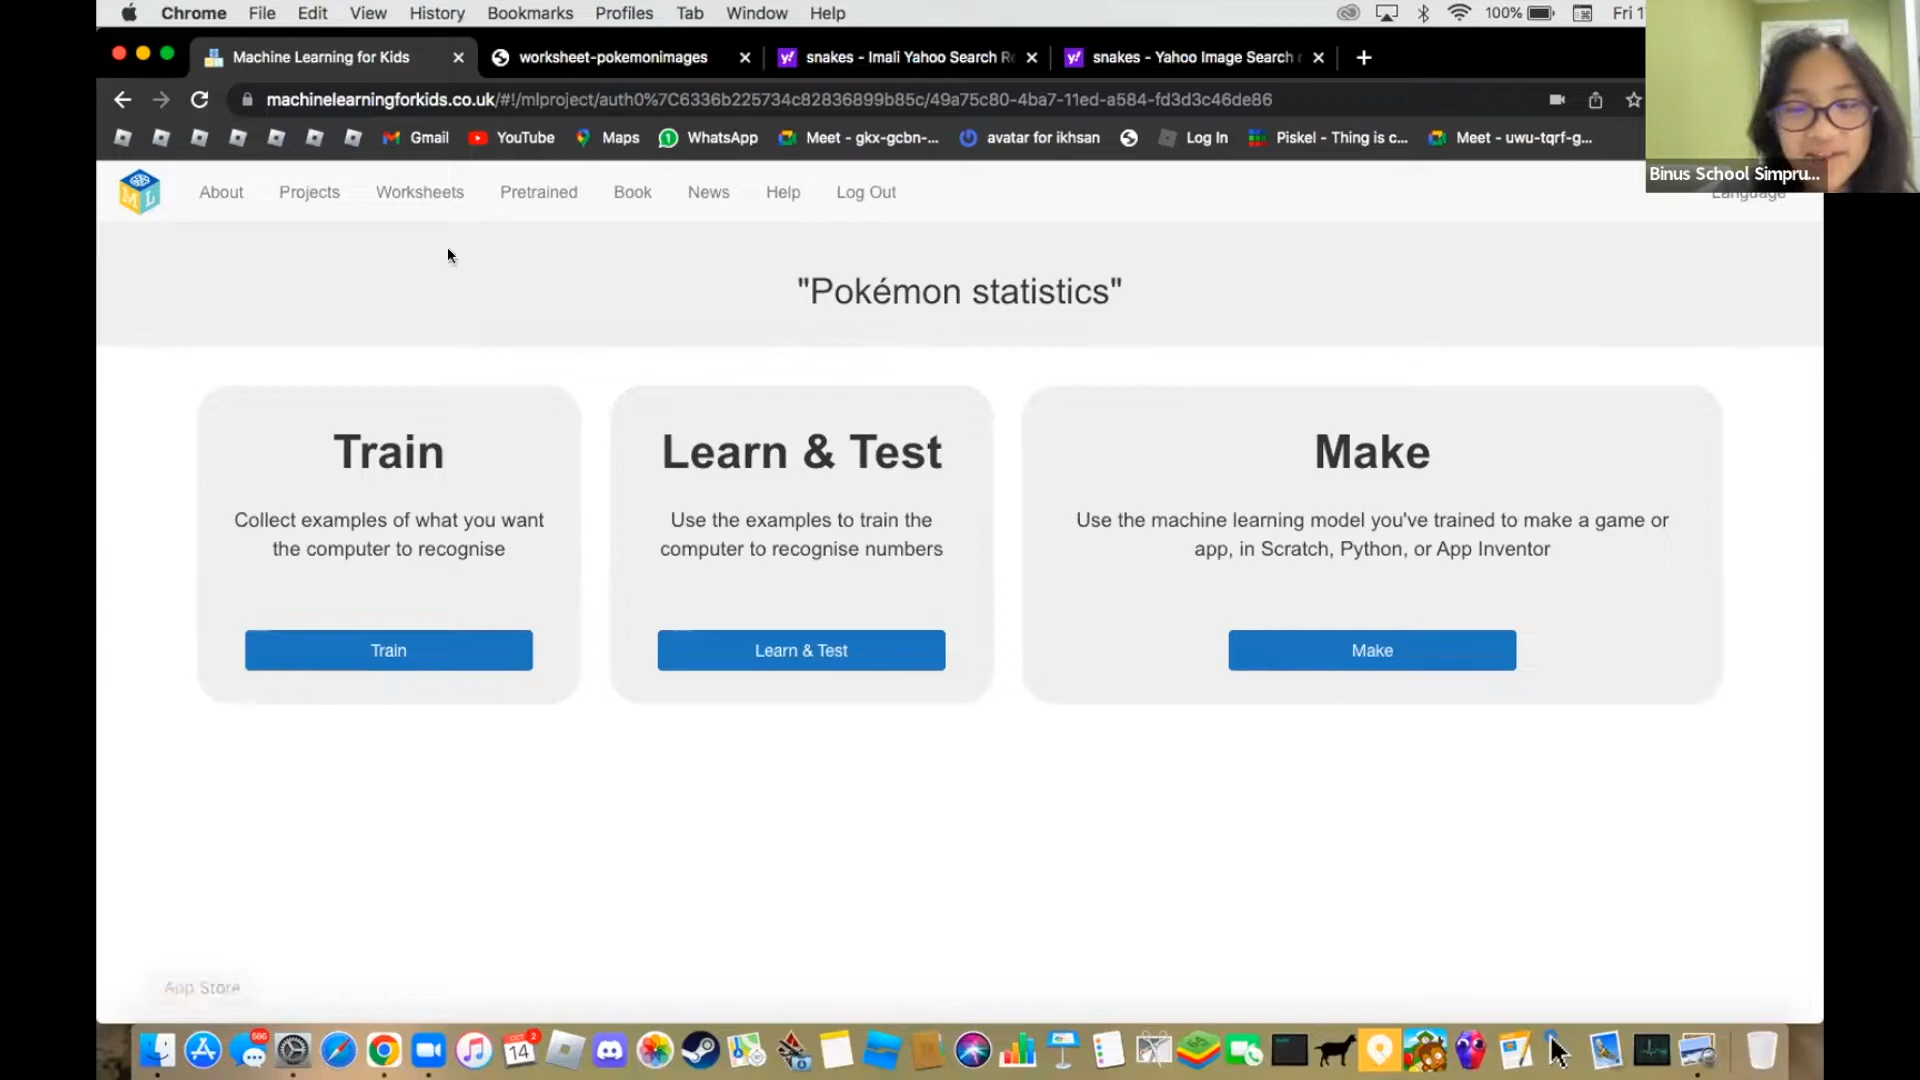 Chrome File Edit View History Bookmarks Profiles Tab Window Help 100% Fri 1
Machine Learning for Kids worksheet-pokemonimages snakes - Imali Yahoo Search Re snakes - Yahoo Image Search r
machinelearningforkids.co.uk/#!/mlproject/auth0%7C6336b225734c82836899b85c/49a75c80-4ba7-11ed-a584-fd3d3c46de86
Gmail YouTube Maps WhatsApp Meet - gkx-gcbn-... avatar for ikhsan Log In Piskel - Thing is c... Meet - uwu-tqrf-g...
Binus School Simpru...
ML About Projects Worksheets Pretrained Book News Help Log Out Language
"Pokémon statistics"
Train
Collect examples of what you want
the computer to recognise
Train
Learn & Test
Use the examples to train the
computer to recognise numbers
Learn & Test
Make
Use the machine learning model you've trained to make a game or
app, in Scratch, Python, or App Inventor
Make
App Store
OCT
14
2